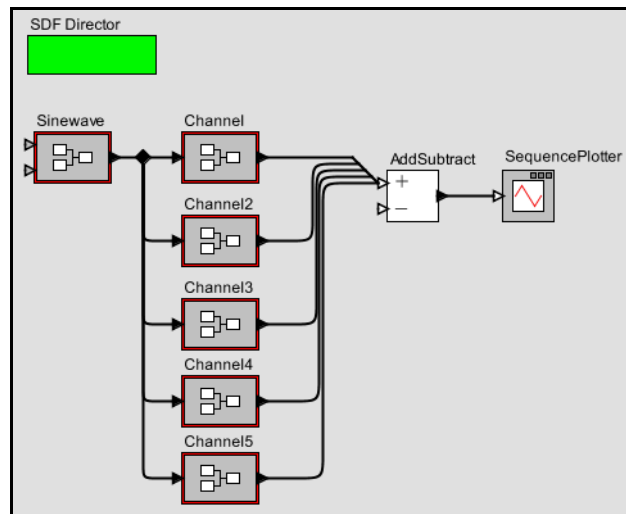 SDF Director
Sinewave
Channel
AddSubtract
SequencePlotter
+
−
Channel2
Channel3
Channel4
Channel5